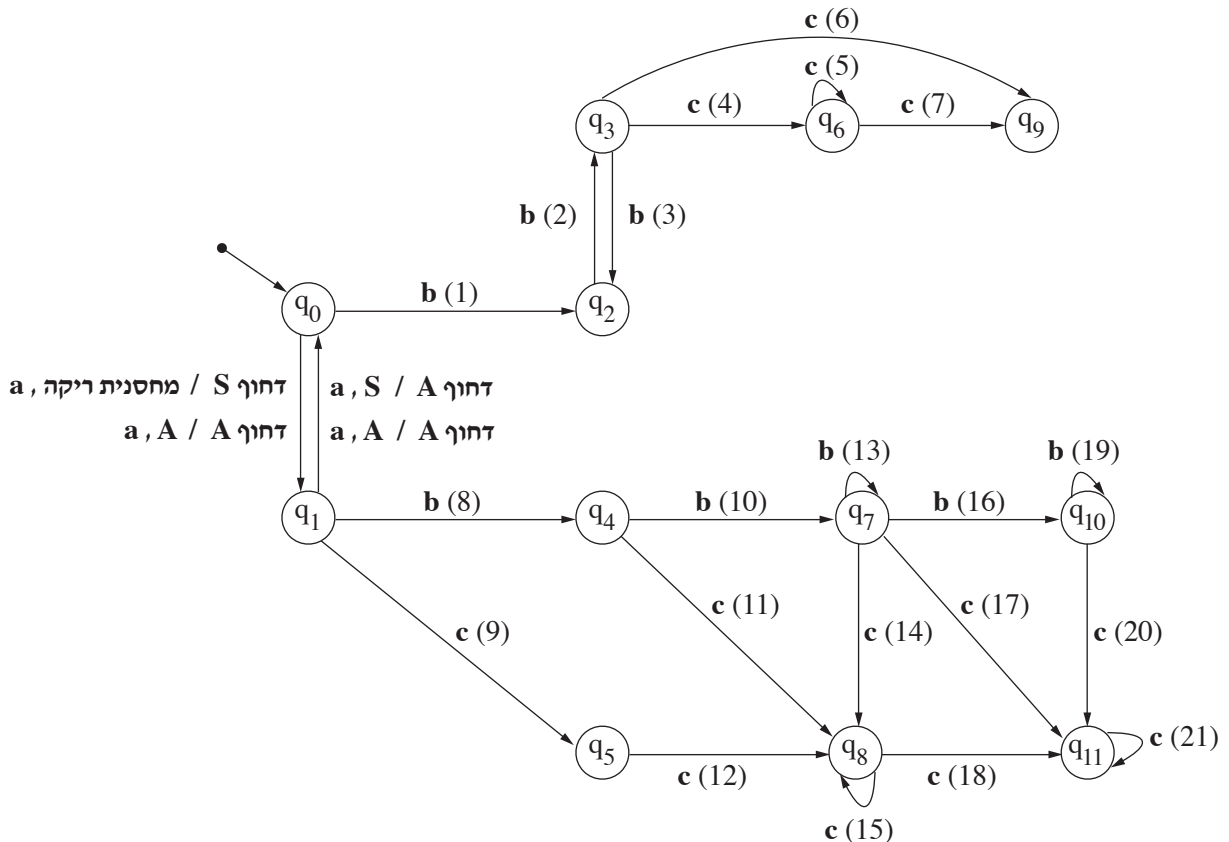 c (6)
c (5)
q3
c (4)
q6
c (7)
q9
b (2)
b (3)
q0
b (1)
q2
a , מחסנית ריקה / S דחוף
a , S / A דחוף
a , A / A דחוף
a , A / A דחוף
b (13)
b (19)
q1
b (8)
q4
b (10)
q7
b (16)
q10
c (9)
c (11)
c (14)
c (17)
c (20)
q5
c (12)
q8
c (18)
q11
c (21)
c (15)